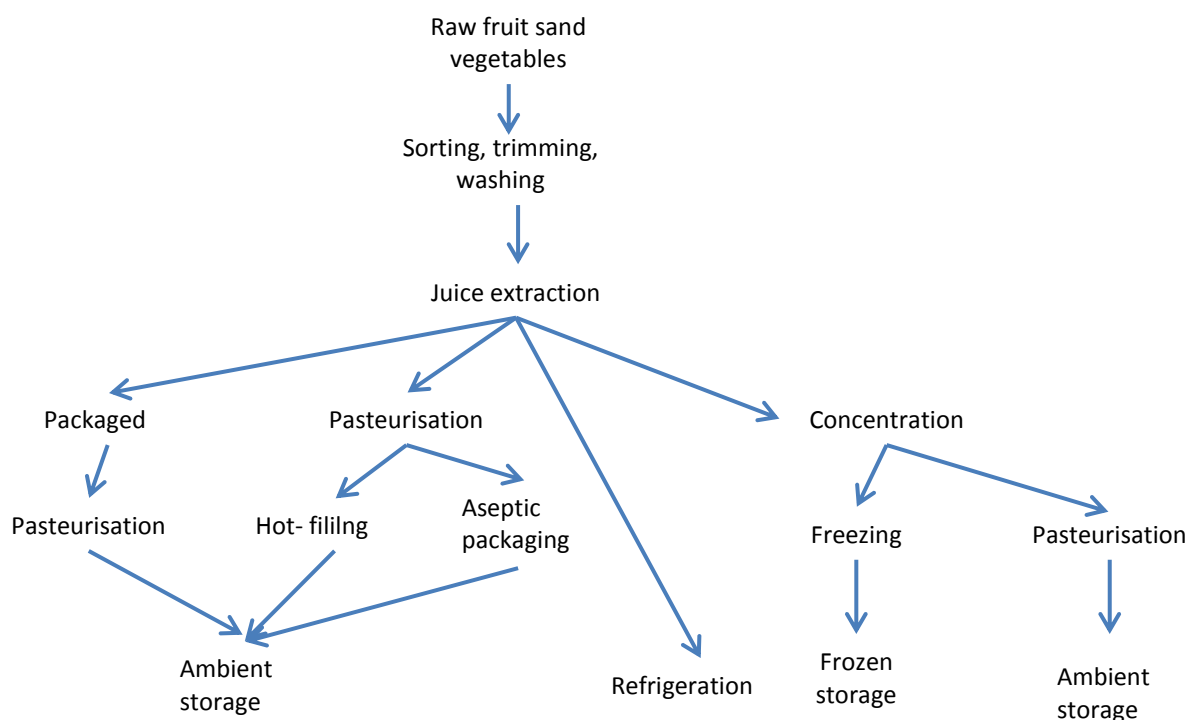 Raw fruit sand
vegetables
Sorting, trimming,
washing
Juice extraction
Packaged
Pasteurisation
Concentration
Pasteurisation
Hot- fililng
Aseptic
packaging
Freezing
Pasteurisation
Ambient
storage
Refrigeration
Frozen
storage
Ambient
storage